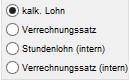 kalk. Lohn
Verrechnungssatz
Stundenlohn (intern)
Verrechnungssatz (intern)